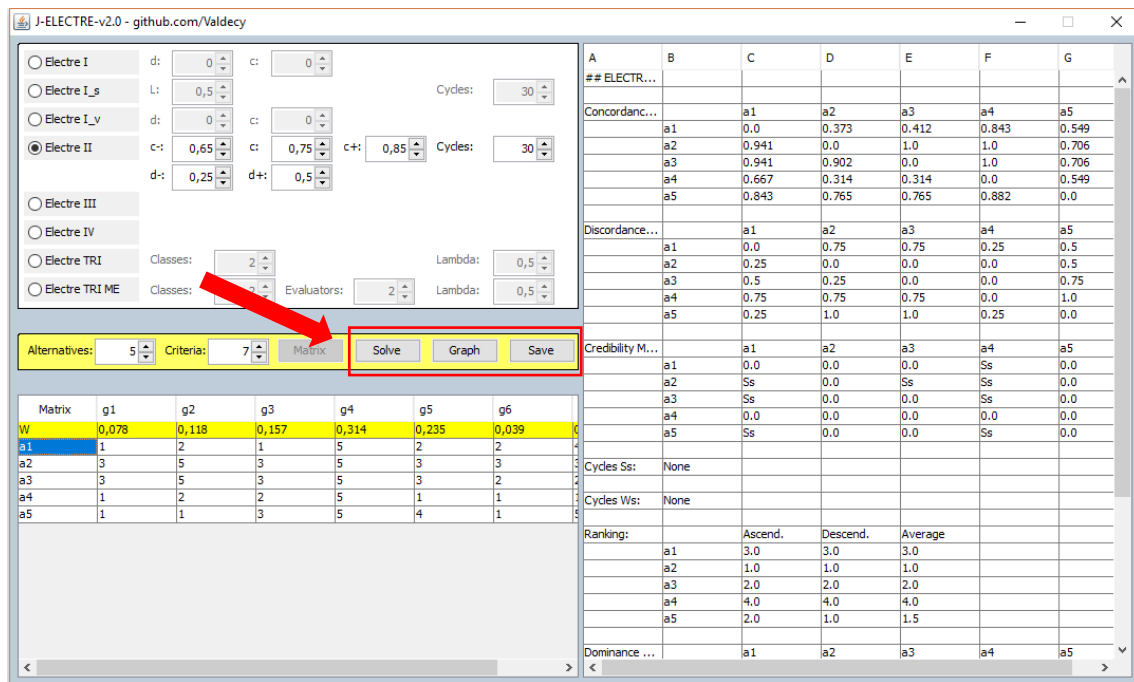 J-ELECTRE-v2.0 - github.com/Valdecy
Electre I d: 0 c: 0
Electre I_s L: 0,5 Cycles: 30
Electre I_v d: 0 c: 0
Electre II c-: 0,65 c: 0,75 c+: 0,85 Cycles: 30
d-: 0,25 d+: 0,5
Electre III
Electre IV
Electre TRI Classes: 2 Lambda: 0,5
Electre TRI ME Classes: 2 Evaluators: 2 Lambda: 0,5
Alternatives: 5 Criteria: 7 Matrix Solve Graph Save
Matrix g1 g2 g3 g4 g5 g6
W 0,078 0,118 0,157 0,314 0,235 0,039
a1 1 2 1 5 2 2
a2 3 5 3 5 3 3
a3 3 5 3 5 3 2
a4 1 2 2 5 1 1
a5 1 1 3 5 4 1
A B C D E F G
## ELECTR...
Concordanc... a1 a2 a3 a4 a5
a1 0.0 0.373 0.412 0.843 0.549
a2 0.941 0.0 1.0 1.0 0.706
a3 0.941 0.902 0.0 1.0 0.706
a4 0.667 0.314 0.314 0.0 0.549
a5 0.843 0.765 0.765 0.882 0.0
Discordance... a1 a2 a3 a4 a5
a1 0.0 0.75 0.75 0.25 0.5
a2 0.25 0.0 0.0 0.0 0.5
a3 0.5 0.25 0.0 0.0 0.75
a4 0.75 0.75 0.75 0.0 1.0
a5 0.25 1.0 1.0 0.25 0.0
Credibility M... a1 a2 a3 a4 a5
a1 0.0 0.0 0.0 Ss 0.0
a2 Ss 0.0 Ss Ss 0.0
a3 Ss 0.0 0.0 Ss 0.0
a4 0.0 0.0 0.0 0.0 0.0
a5 Ss 0.0 0.0 Ss 0.0
Cycles Ss: None
Cycles Ws: None
Ranking: Ascend. Descend. Average
a1 3.0 3.0 3.0
a2 1.0 1.0 1.0
a3 2.0 2.0 2.0
a4 4.0 4.0 4.0
a5 2.0 1.0 1.5
Dominance ... a1 a2 a3 a4 a5